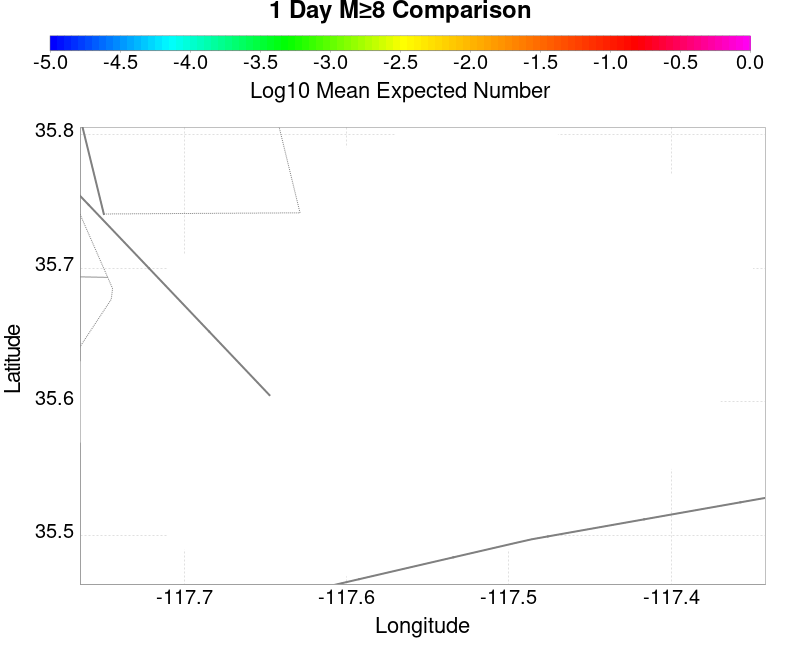 1 Day M≥8 Comparison
-5.0 -4.5 -4.0 -3.5 -3.0 -2.5 -2.0 -1.5 -1.0 -0.5 0.0
Log10 Mean Expected Number
35.8
35.7
35.6
35.5
Latitude
-117.7 -117.6 -117.5 -117.4
Longitude